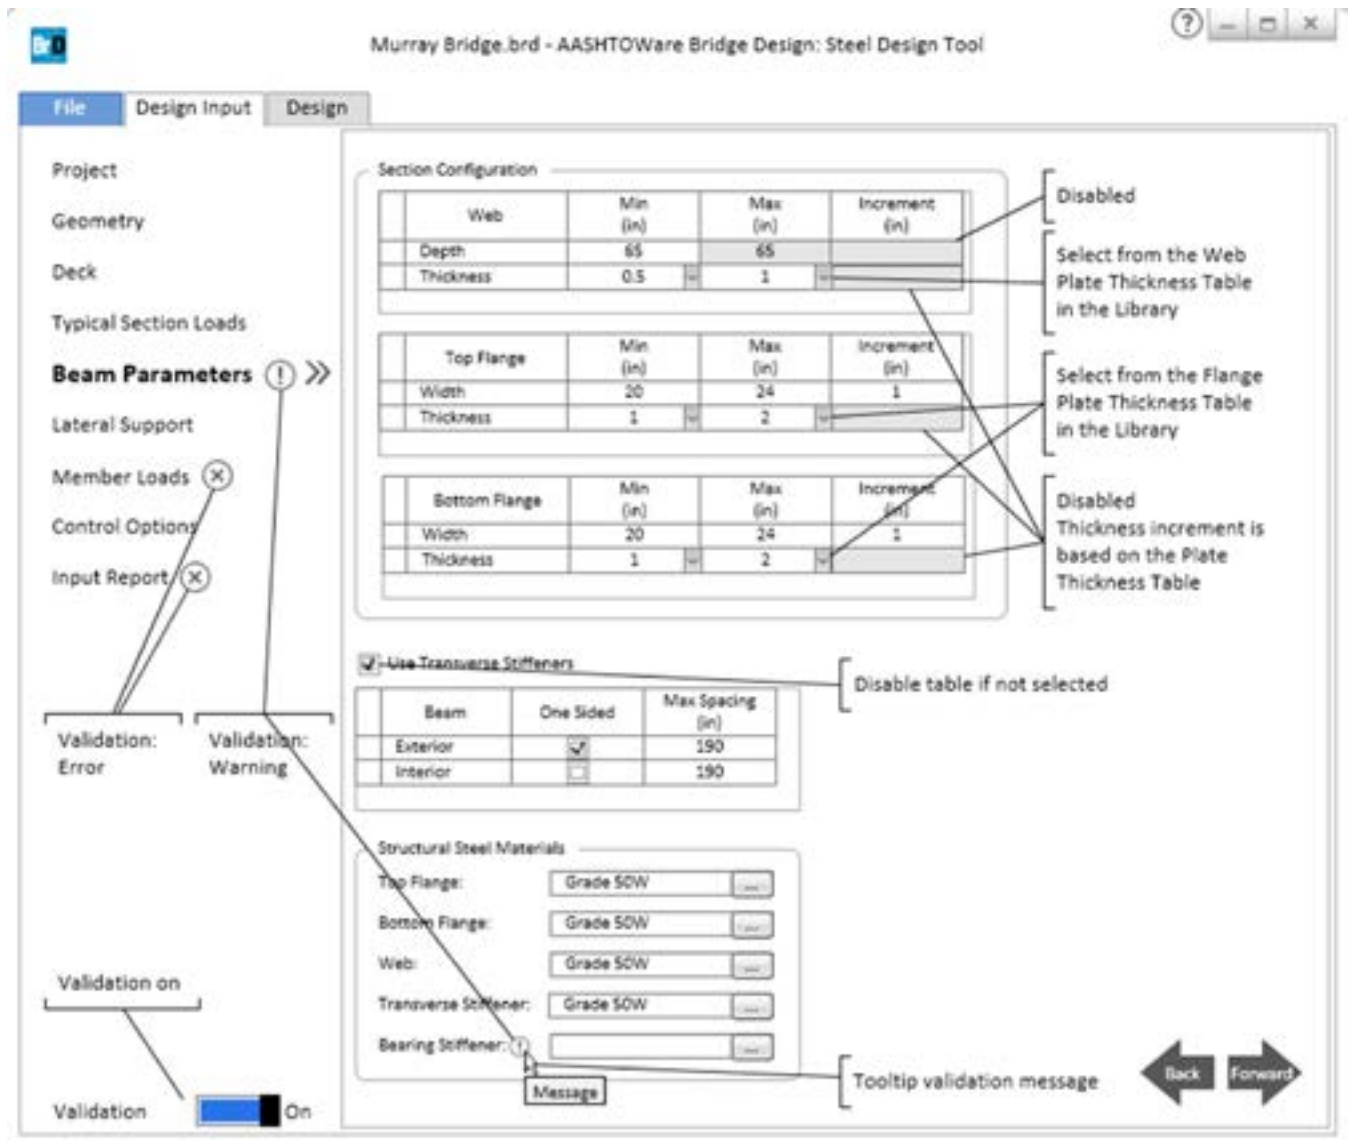 BrD
Murray Bridge.brd - AASHTOWare Bridge Design: Steel Design Tool
?
File Design Input Design
Project
Geometry
Deck
Typical Section Loads
Beam Parameters ! »
Lateral Support
Member Loads
Control Options
Input Report
Validation:
Error
Validation:
Warning
Validation on
Validation On
Section Configuration
Web Min (in) Max (in) Increment (in)
Depth 65 65
Thickness 0.5 1
Top Flange Min (in) Max (in) Increment (in)
Width 20 24 1
Thickness 1 2
Bottom Flange Min (in) Max (in) Increment (in)
Width 20 24 1
Thickness 1 2
Disabled
Select from the Web
Plate Thickness Table
in the Library
Select from the Flange
Plate Thickness Table
in the Library
Disabled
Thickness increment is
based on the Plate
Thickness Table
Use Transverse Stiffeners
Disable table if not selected
Beam One Sided Max Spacing (in)
Exterior 190
Interior 190
Structural Steel Materials
Top Flange: Grade 50W ...
Bottom Flange: Grade 50W ...
Web: Grade 50W ...
Transverse Stiffener: Grade 50W ...
Bearing Stiffener: ! ...
Message
Tooltip validation message
Back Forward